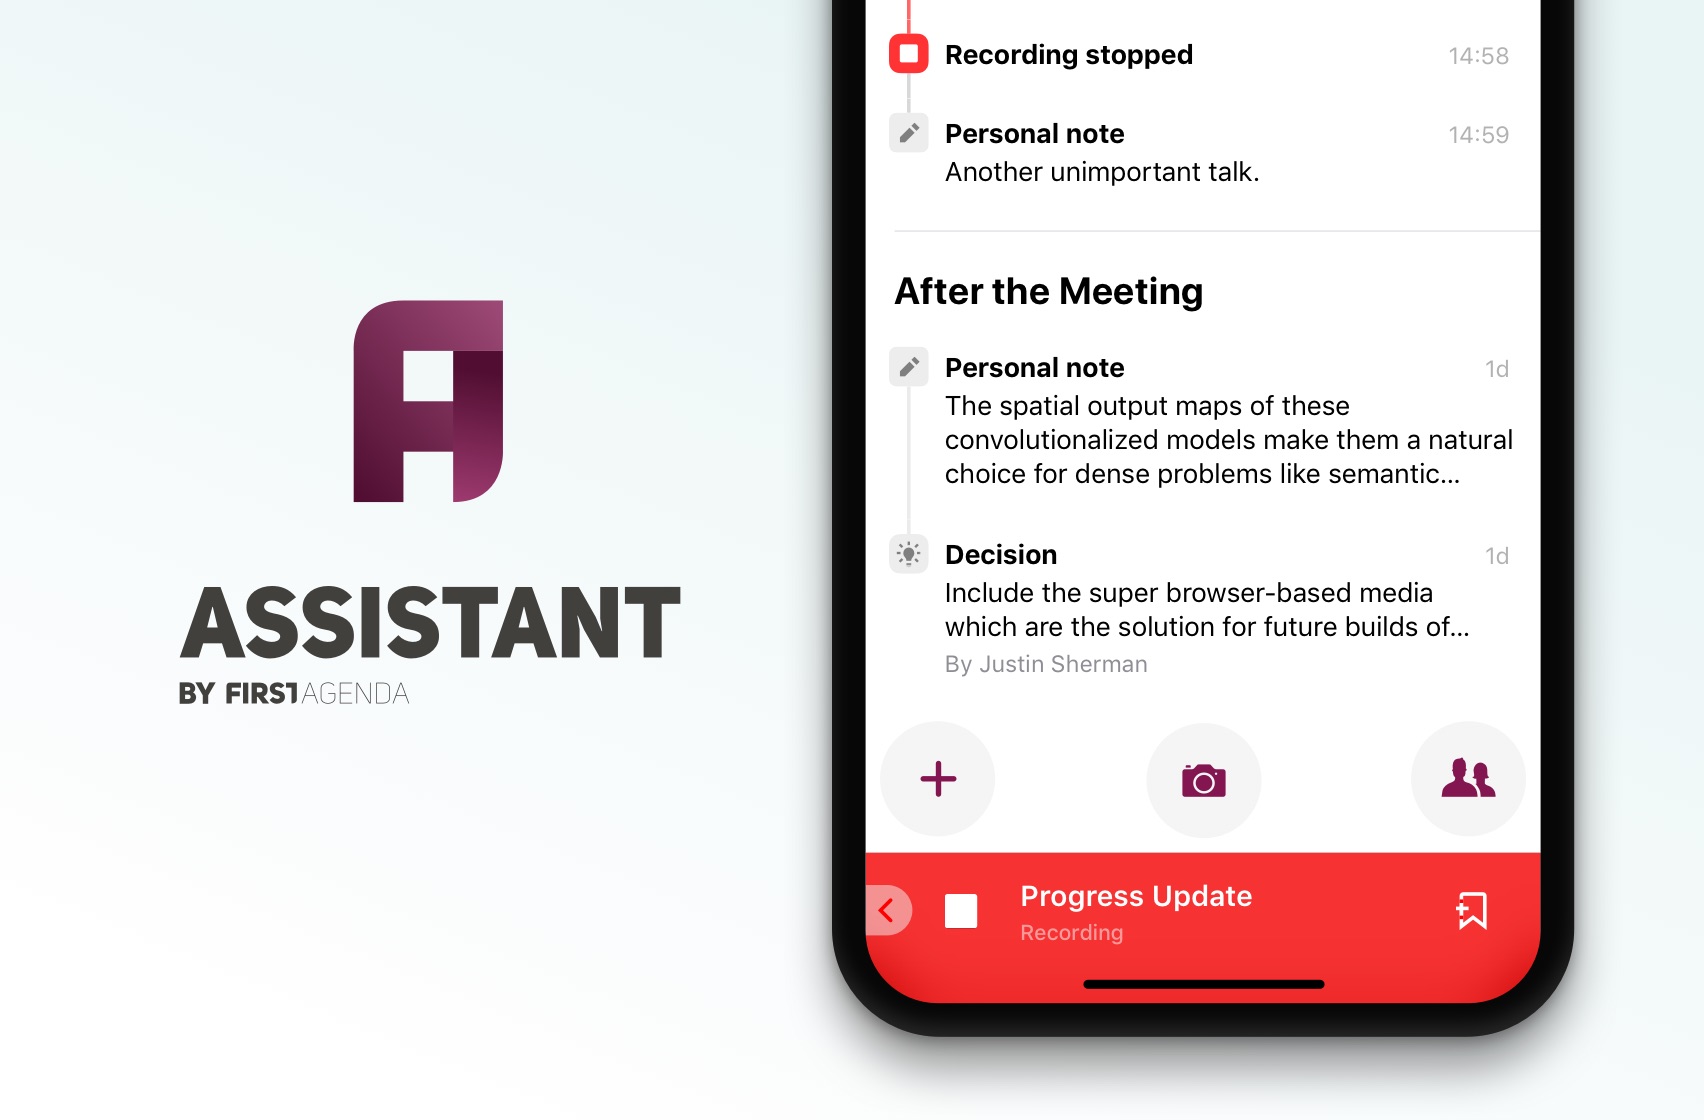 ASSISTANT
BY FIRSTAGENDA
Recording stopped 14:58
Personal note 14:59
Another unimportant talk.
After the Meeting
Personal note 1d
The spatial output maps of these
convolutionalized models make them a natural
choice for dense problems like semantic...
Decision 1d
Include the super browser-based media
which are the solution for future builds of...
By Justin Sherman
Progress Update
Recording